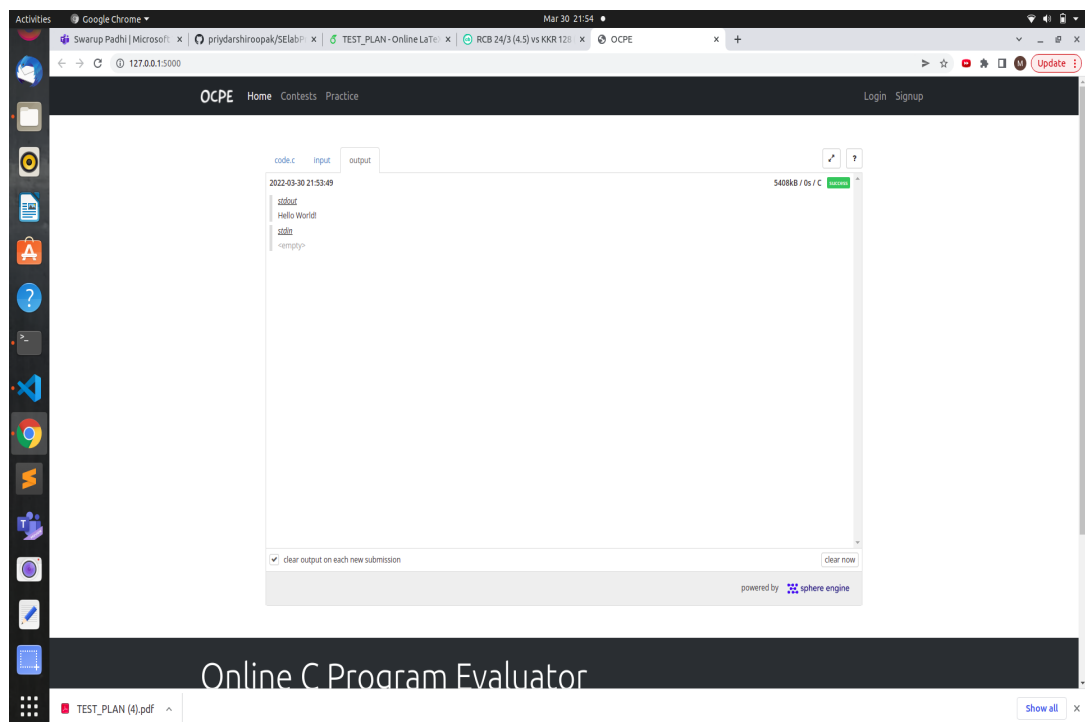 Activities Google Chrome Mar 30 21:54
Swarup Padhi | Microsoft priydarshiroopak/SElabP TEST_PLAN - Online LaTe RCB 24/3 (4.5) vs KKR 128 OCPE
127.0.0.1:5000 M Update
OCPE Home Contests Practice Login Signup
code.c input output ?
2022-03-30 21:53:49 5408kB / 0s / C success
stdout
Hello World!
stdin
<empty>
clear output on each new submission clear now
powered by sphere engine
Online C Program Evaluator
TEST_PLAN (4).pdf Show all